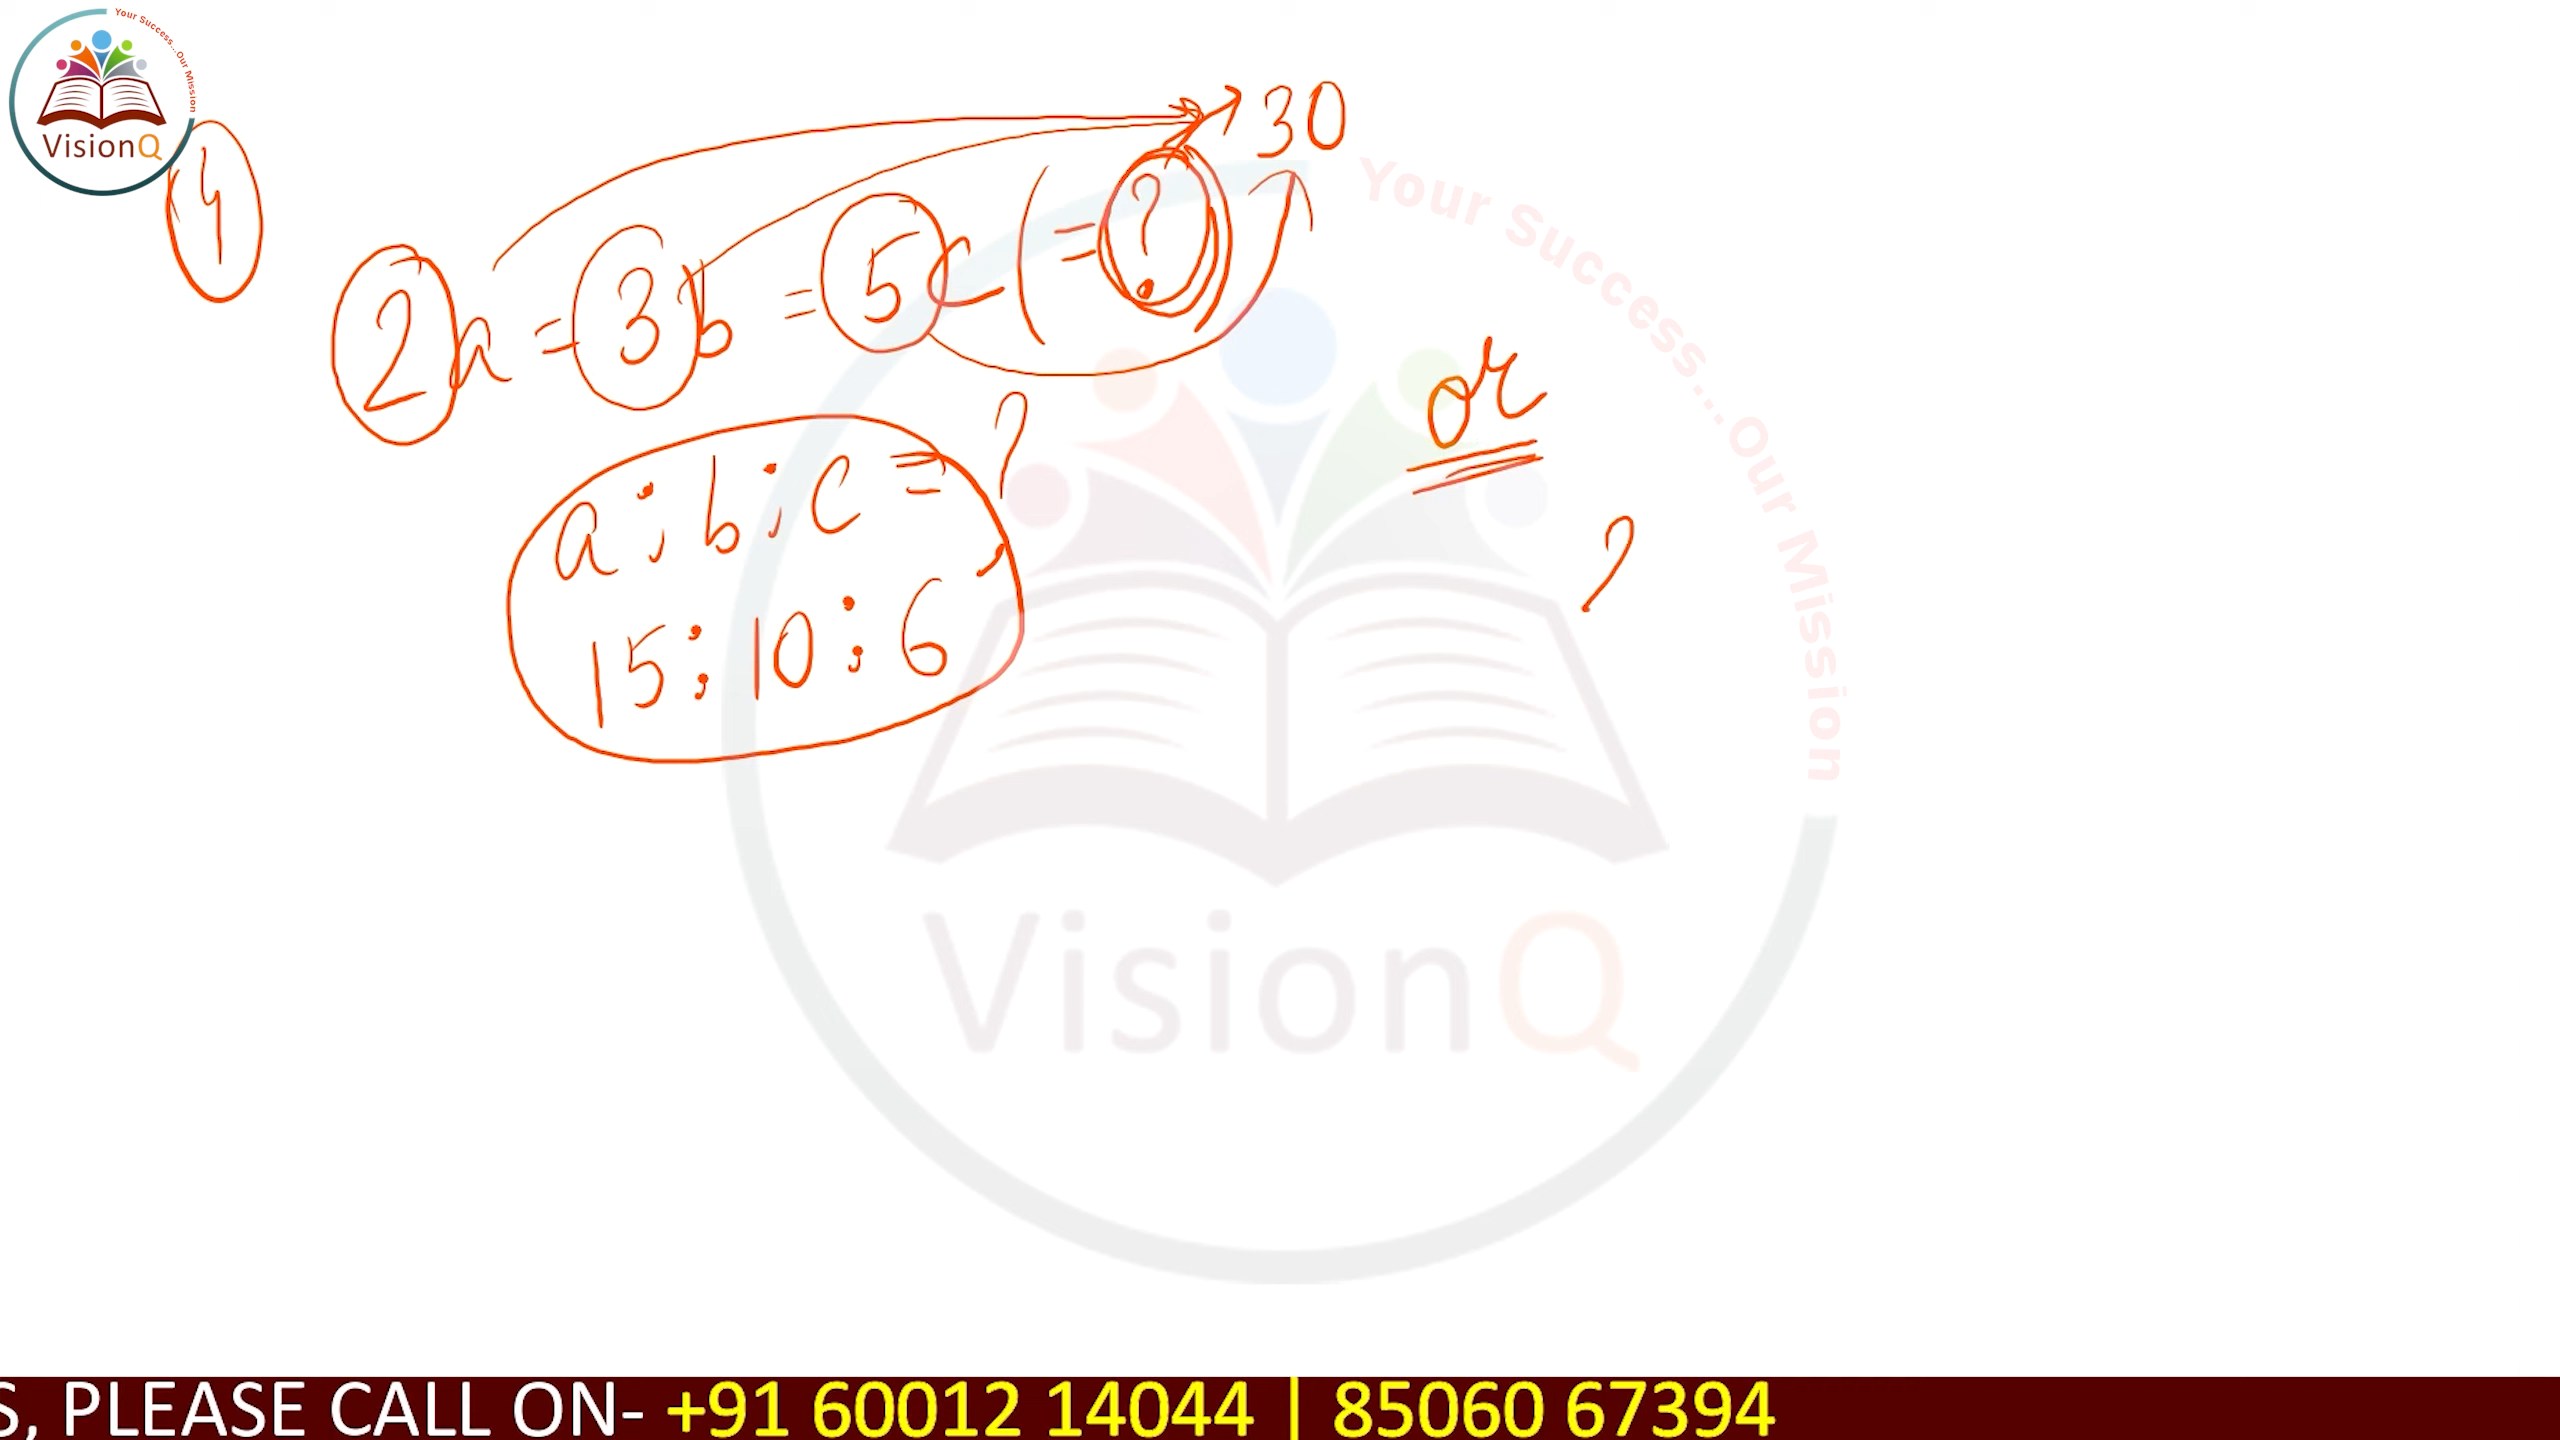 Your Success...Our Mission
VisionQ
4
30
2a = 3b = 5c (= ?
or
a : b : c = ?
15 : 10 : 6
?
Your Success...Our Mission
VisionQ
S, PLEASE CALL ON- +91 60012 14044 | 85060 67394